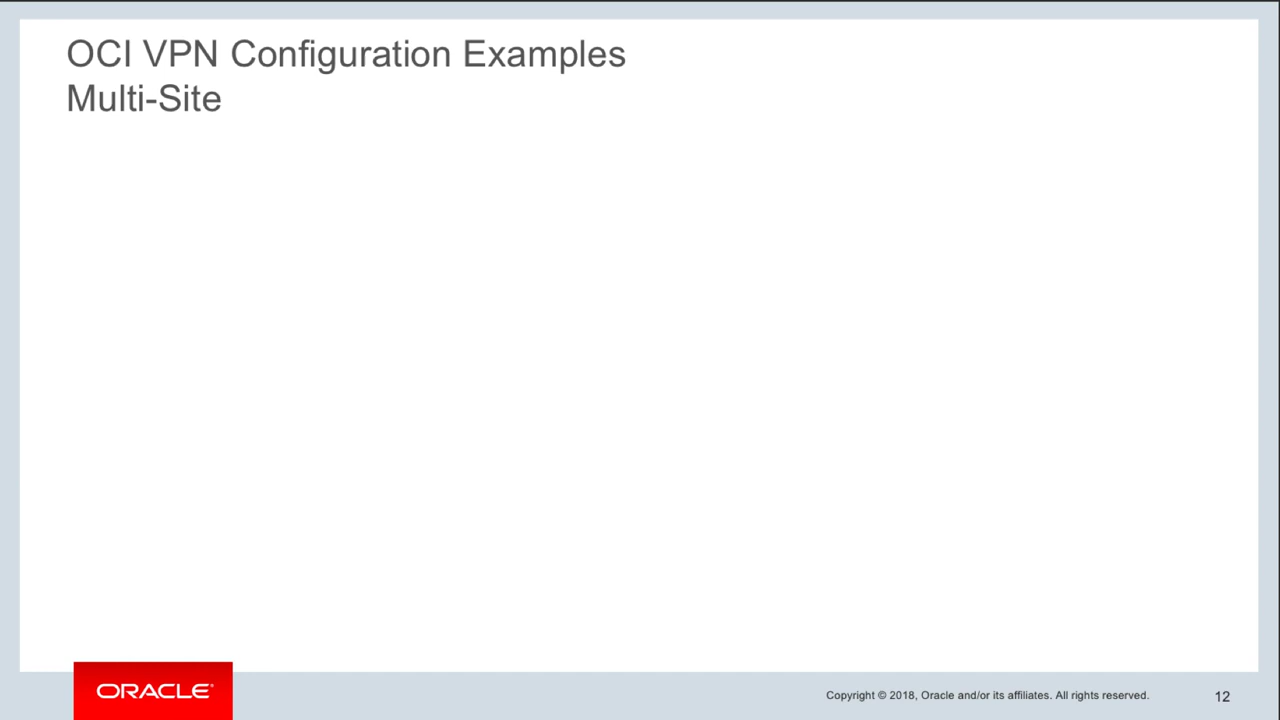 OCI VPN Configuration Examples
Multi-Site
ORACLE®
Copyright © 2018, Oracle and/or its affiliates. All rights reserved.
12